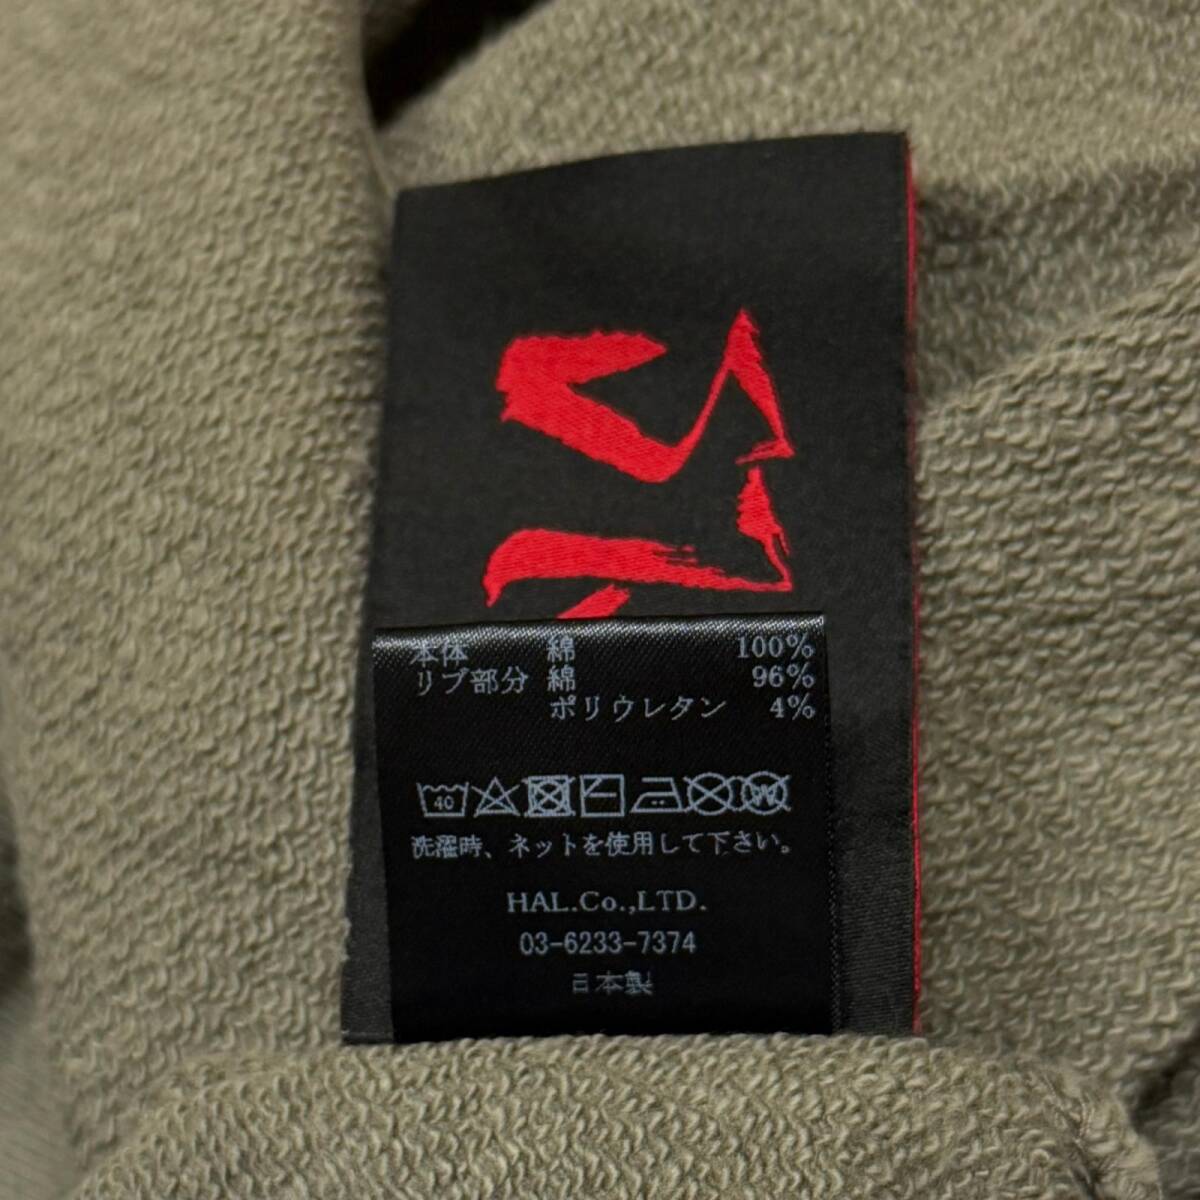 本体 綿 100%
リブ部分 綿 96%
ポリウレタン 4%
40
W
洗濯時、ネットを使用して下さい。
HAL.Co.,LTD.
03-6233-7374
日本製